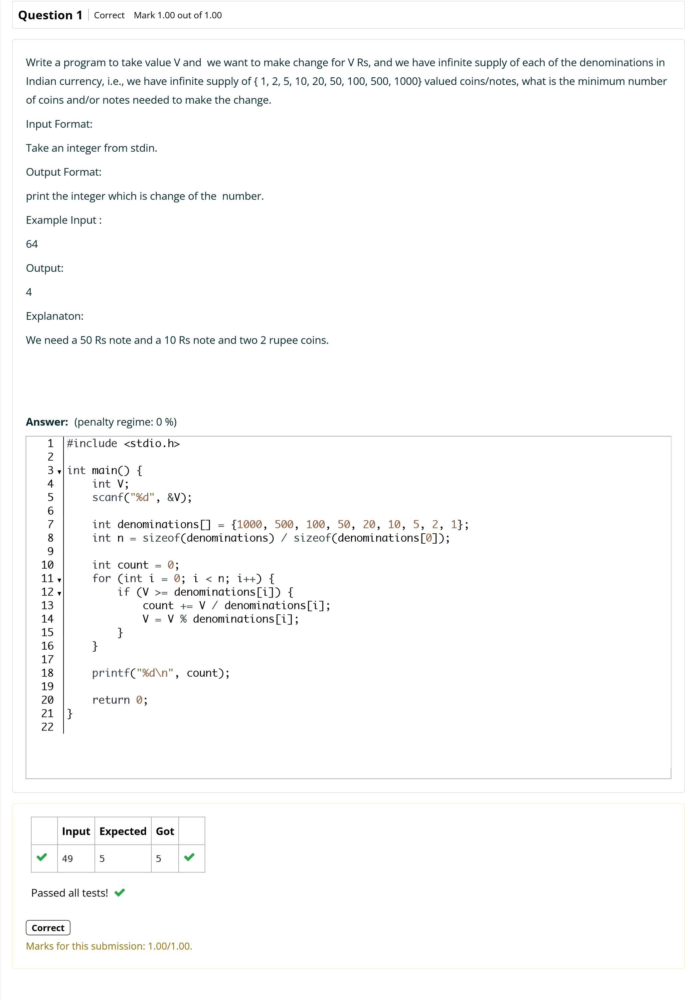 Question 1 Correct Mark 1.00 out of 1.00
Write a program to take value V and  we want to make change for V Rs, and we have infinite supply of each of the denominations in
Indian currency, i.e., we have infinite supply of { 1, 2, 5, 10, 20, 50, 100, 500, 1000} valued coins/notes, what is the minimum number
of coins and/or notes needed to make the change.
Input Format:
Take an integer from stdin.
Output Format:
print the integer which is change of the  number.
Example Input :
64
Output:
4
Explanaton:
We need a 50 Rs note and a 10 Rs note and two 2 rupee coins.
Answer: (penalty regime: 0 %)
1 #include <stdio.h>
2
3 int main() {
4     int V;
5     scanf("%d", &V);
6
7     int denominations[] = {1000, 500, 100, 50, 20, 10, 5, 2, 1};
8     int n = sizeof(denominations) / sizeof(denominations[0]);
9
10     int count = 0;
11     for (int i = 0; i < n; i++) {
12         if (V >= denominations[i]) {
13             count += V / denominations[i];
14             V = V % denominations[i];
15         }
16     }
17
18     printf("%d\n", count);
19
20     return 0;
21 }
22
Input Expected Got
49 5 5
Passed all tests!
Correct
Marks for this submission: 1.00/1.00.